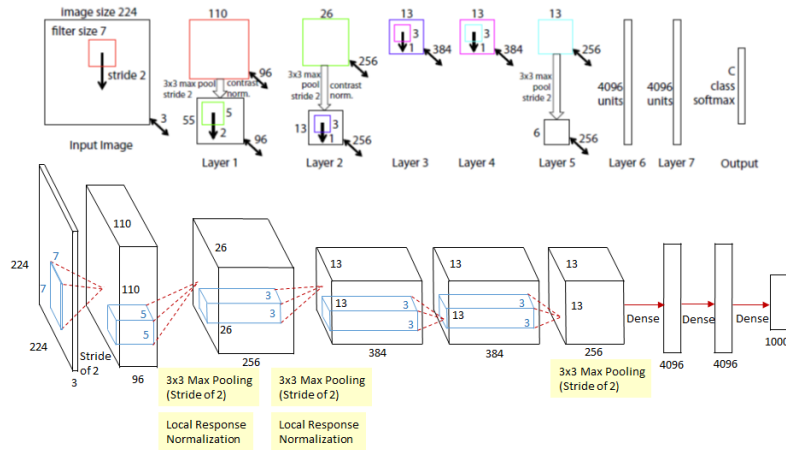 image size 224
filter size 7
stride 2
3
Input Image
110
96
3x3 max pool
stride 2
contrast
norm.
5
2
55
96
Layer 1
26
256
3x3 max
pool
stride 2
contrast
norm.
3
1
13
256
Layer 2
13
3
1
384
Layer 3
13
3
1
384
Layer 4
13
256
3x3 max
pool
stride 2
6
256
Layer 5
4096
units
Layer 6
4096
units
Layer 7
C
class
softmax
Output
224
7
7
224
3
Stride
of 2
110
110
5
5
96
26
3
3
26
256
13
3
13
3
384
13
3
13
3
384
13
13
256
Dense
4096
Dense
4096
Dense
1000
3x3 Max Pooling
(Stride of 2)
Local Response
Normalization
3x3 Max Pooling
(Stride of 2)
Local Response
Normalization
3x3 Max Pooling
(Stride of 2)